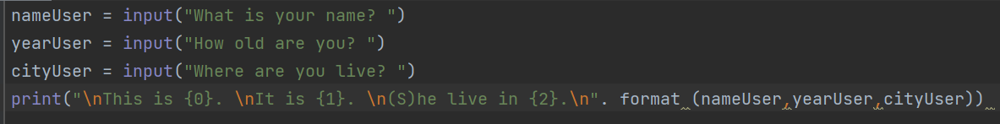 nameUser = input("What is your name? ")
yearUser = input("How old are you? ")
cityUser = input("Where are you live? ")
print("\nThis is {0}. \nIt is {1}. \n(S)he live in {2}.\n". format (nameUser,yearUser,cityUser))